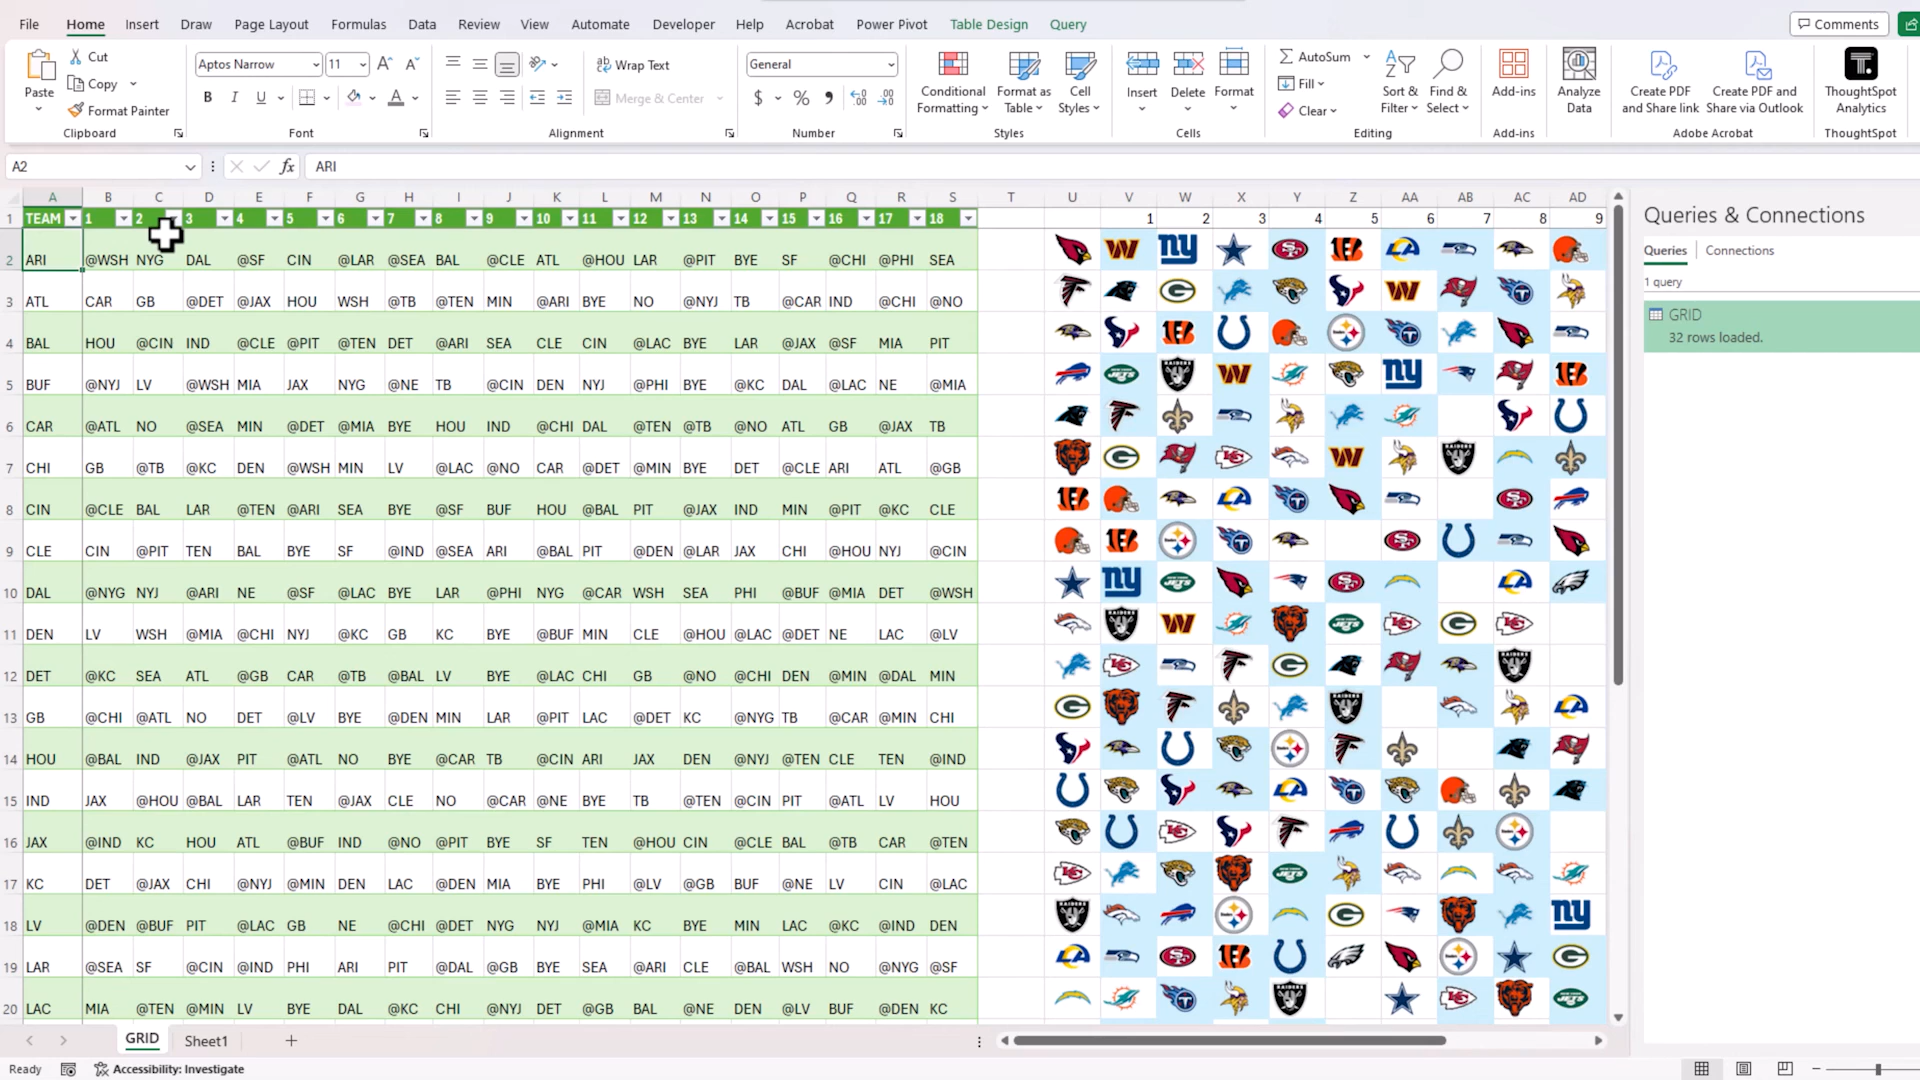 File Home Insert Draw Page Layout Formulas Data Review View Automate Developer Help Acrobat Power Pivot Table Design Query Comments
Paste Cut Copy Format Painter Clipboard
Aptos Narrow 11 B I U Font
Wrap Text Merge & Center Alignment
General $ % Number
Conditional Formatting Format as Table Cell Styles Styles
Insert Delete Format Cells
AutoSum Fill Clear Sort & Filter Find & Select Editing
Add-ins Add-ins
Analyze Data
Create PDF and Share link Create PDF and Share via Outlook Adobe Acrobat
ThoughtSpot Analytics ThoughtSpot
A2 fx ARI
A B C D E F G H I J K L M N O P Q R S T U V W X Y Z AA AB AC AD
1 TEAM 1 2 3 4 5 6 7 8 9 10 11 12 13 14 15 16 17 18 1 2 3 4 5 6 7 8 9
2 ARI @WSH NYG DAL @SF CIN @LAR @SEA BAL @CLE ATL @HOU LAR @PIT BYE SF @CHI @PHI SEA
3 ATL CAR GB @DET @JAX HOU WSH @TB @TEN MIN @ARI BYE NO @NYJ TB @CAR IND @CHI @NO
4 BAL HOU @CIN IND @CLE @PIT @TEN DET @ARI SEA CLE CIN @LAC BYE LAR @JAX @SF MIA PIT
5 BUF @NYJ LV @WSH MIA JAX NYG @NE TB @CIN DEN NYJ @PHI BYE @KC DAL @LAC NE @MIA
6 CAR @ATL NO @SEA MIN @DET @MIA BYE HOU IND @CHI DAL @TEN @TB @NO ATL GB @JAX TB
7 CHI GB @TB @KC DEN @WSH MIN LV @LAC @NO CAR @DET @MIN BYE DET @CLE ARI ATL @GB
8 CIN @CLE BAL LAR @TEN @ARI SEA BYE @SF BUF HOU @BAL PIT @JAX IND MIN @PIT @KC CLE
9 CLE CIN @PIT TEN BAL BYE SF @IND @SEA ARI @BAL PIT @DEN @LAR JAX CHI @HOU NYJ @CIN
10 DAL @NYG NYJ @ARI NE @SF @LAC BYE LAR @PHI NYG @CAR WSH SEA PHI @BUF @MIA DET @WSH
11 DEN LV WSH @MIA @CHI NYJ @KC GB KC BYE @BUF MIN CLE @HOU @LAC @DET NE LAC @LV
12 DET @KC SEA ATL @GB CAR @TB @BAL LV BYE @LAC CHI GB @NO @CHI DEN @MIN @DAL MIN
13 GB @CHI @ATL NO DET @LV BYE @DEN MIN LAR @PIT LAC @DET KC @NYG TB @CAR @MIN CHI
14 HOU @BAL IND @JAX PIT @ATL NO BYE @CAR TB @CIN ARI JAX DEN @NYJ @TEN CLE TEN @IND
15 IND JAX @HOU @BAL LAR TEN @JAX CLE NO @CAR @NE BYE TB @TEN @CIN PIT @ATL LV HOU
16 JAX @IND KC HOU ATL @BUF IND @NO @PIT BYE SF TEN @HOU CIN @CLE BAL @TB CAR @TEN
17 KC DET @JAX CHI @NYJ @MIN DEN LAC @DEN MIA BYE PHI @LV @GB BUF @NE LV CIN @LAC
18 LV @DEN @BUF PIT @LAC GB NE @CHI @DET NYG NYJ @MIA KC BYE MIN LAC @KC @IND DEN
19 LAR @SEA SF @CIN @IND PHI ARI PIT @DAL @GB BYE SEA @ARI CLE @BAL WSH NO @NYG @SF
20 LAC MIA @TEN @MIN LV BYE DAL @KC CHI @NYJ DET @GB BAL @NE DEN @LV BUF @DEN KC
Queries & Connections
Queries Connections
1 query
GRID
32 rows loaded.
GRID Sheet1
Ready Accessibility: Investigate